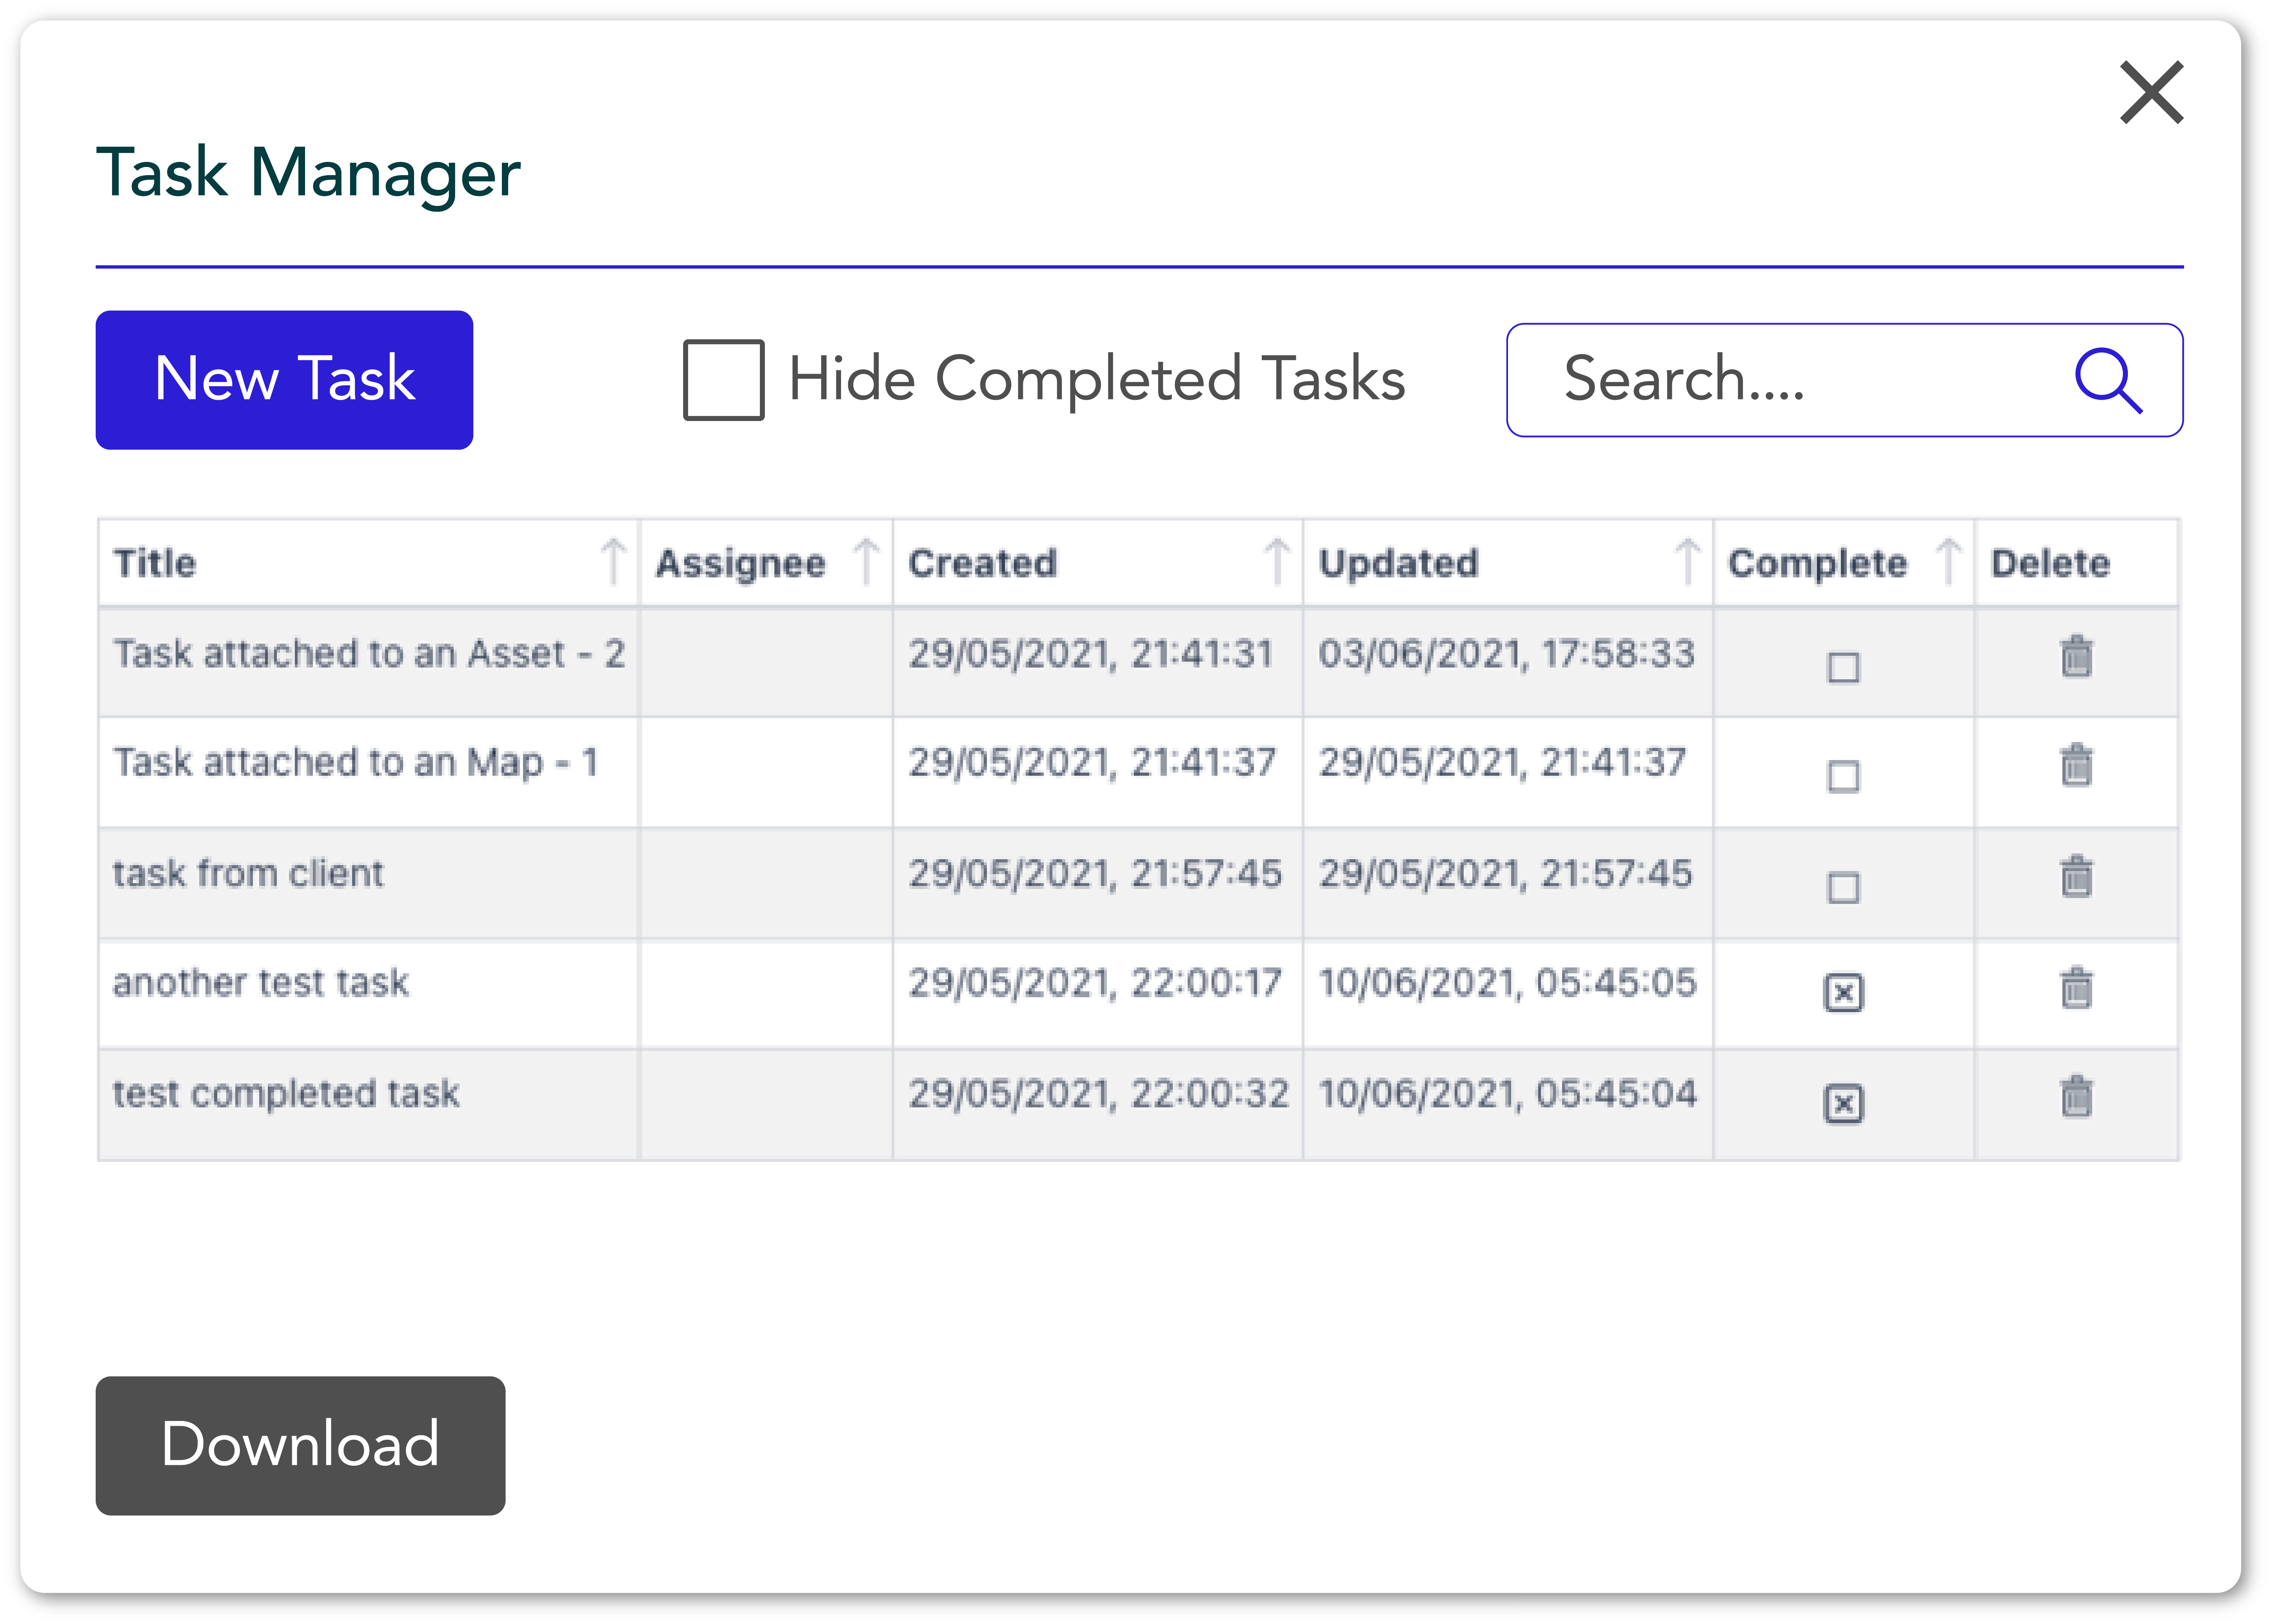 Task Manager
New Task Hide Completed Tasks Search....
Title Assignee Created Updated Complete Delete
Task attached to an Asset - 2 29/05/2021, 21:41:31 03/06/2021, 17:58:33
Task attached to an Map - 1 29/05/2021, 21:41:37 29/05/2021, 21:41:37
task from client 29/05/2021, 21:57:45 29/05/2021, 21:57:45
another test task 29/05/2021, 22:00:17 10/06/2021, 05:45:05
test completed task 29/05/2021, 22:00:32 10/06/2021, 05:45:04
Download